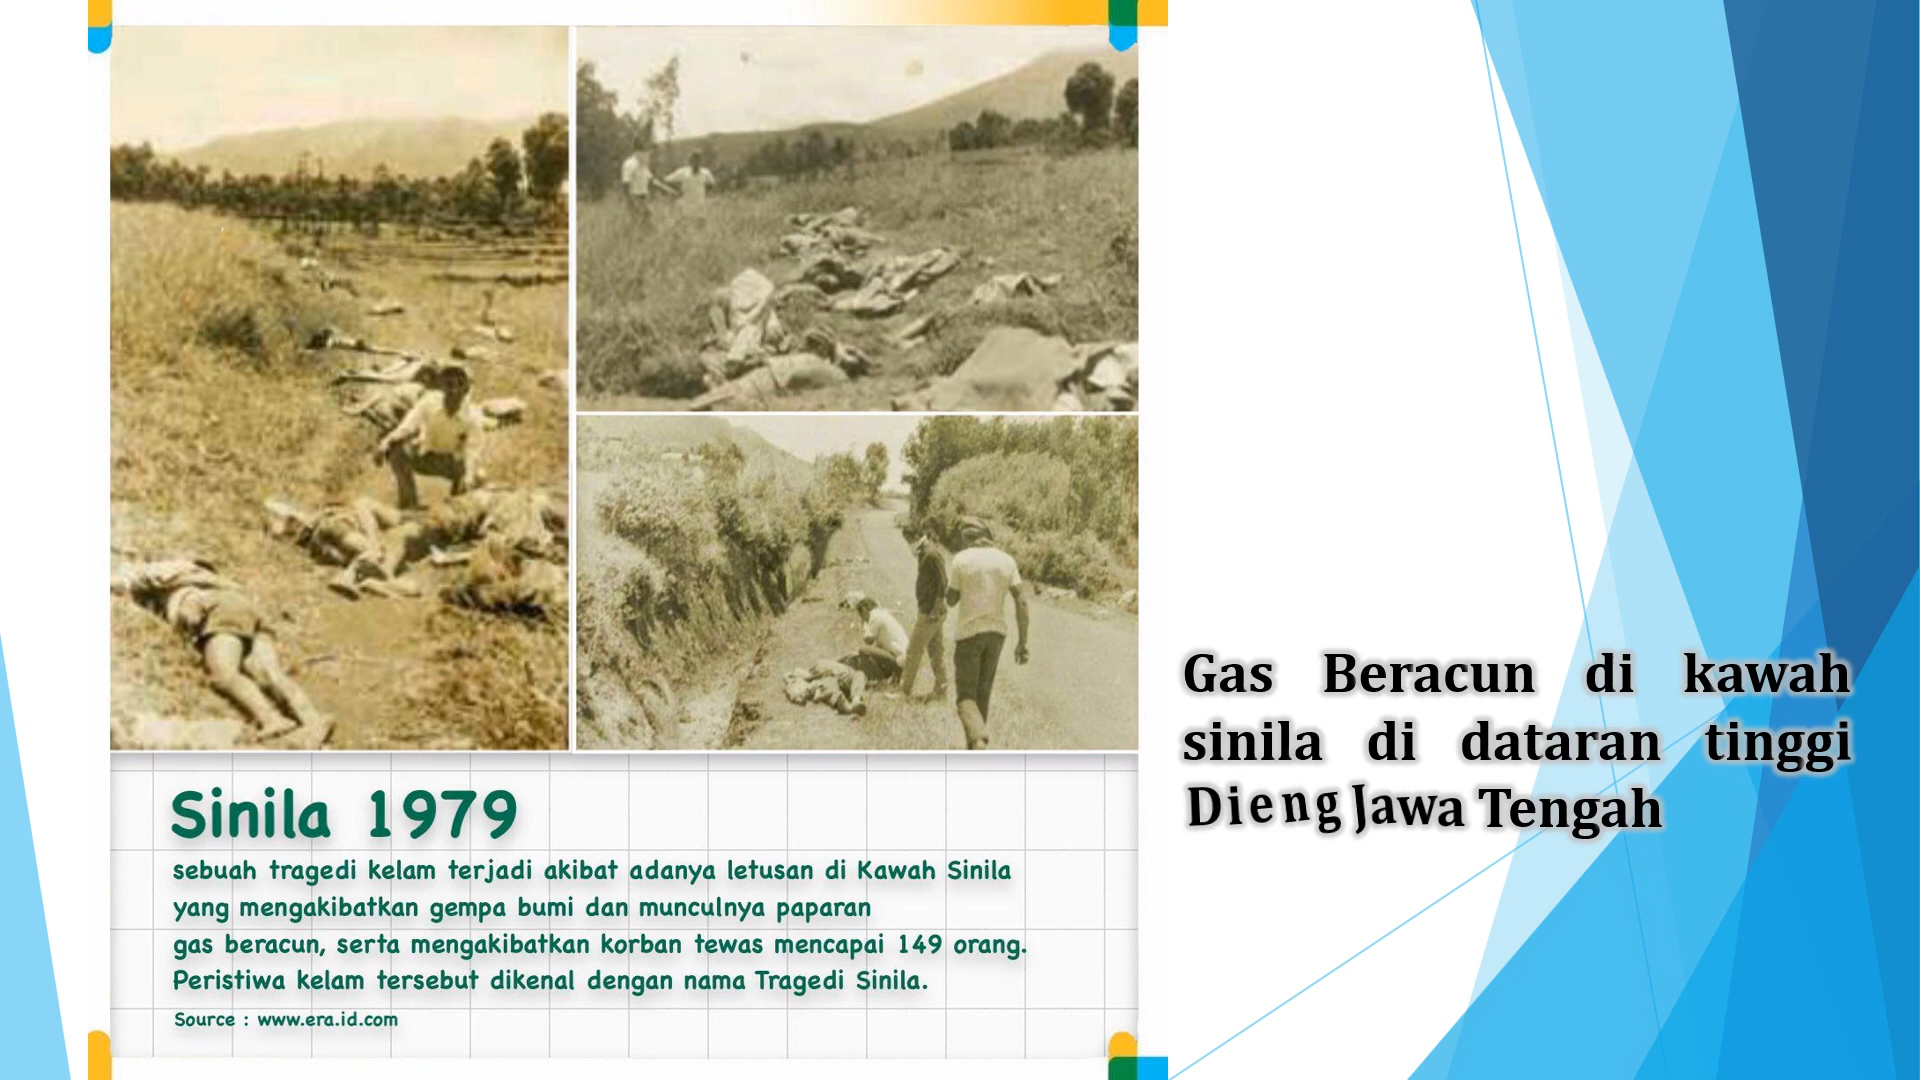 Sinila 1979
sebuah tragedi kelam terjadi akibat adanya letusan di Kawah Sinila
yang mengakibatkan gempa bumi dan munculnya paparan
gas beracun, serta mengakibatkan korban tewas mencapai 149 orang.
Peristiwa kelam tersebut dikenal dengan nama Tragedi Sinila.
Source : www.era.id.com
Gas Beracun di kawah
sinila di dataran tinggi
Dieng Jawa Tengah